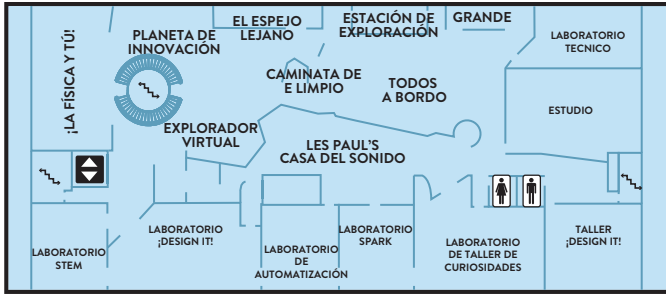 ¡LA FÍSICA Y TÚ!
PLANETA DE
INNOVACIÓN
EL ESPEJO
LEJANO
ESTACIÓN DE
EXPLORACIÓN
GRANDE
LABORATORIO
TECNICO
CAMINATA DE
E LIMPIO
TODOS
A BORDO
ESTUDIO
EXPLORADOR
VIRTUAL
LES PAUL'S
CASA DEL SONIDO
LABORATORIO
STEM
LABORATORIO
¡DESIGN IT!
LABORATORIO
DE
AUTOMATIZACIÓN
LABORATORIO
SPARK
LABORATORIO
DE TALLER DE
CURIOSIDADES
TALLER
¡DESIGN IT!